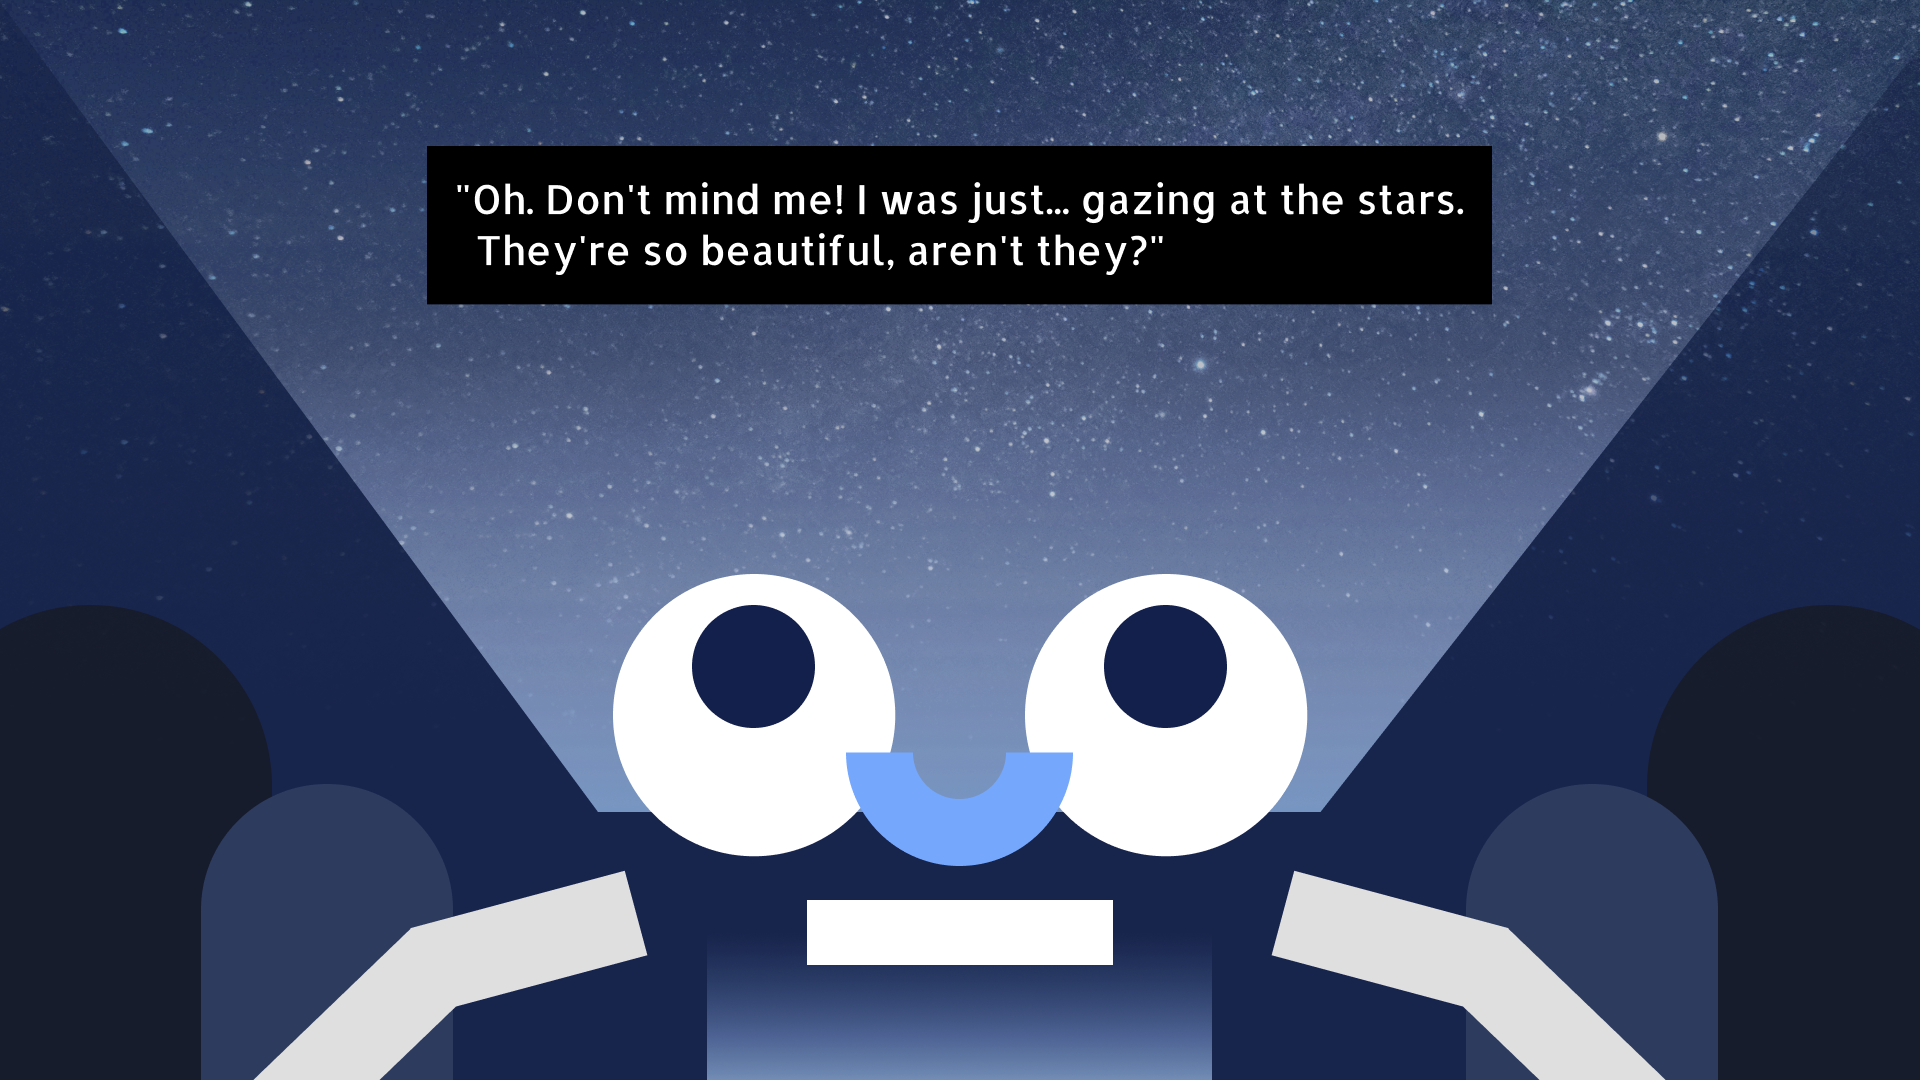 "Oh. Don't mind me! I was just... gazing at the stars.
They're so beautiful, aren't they?"